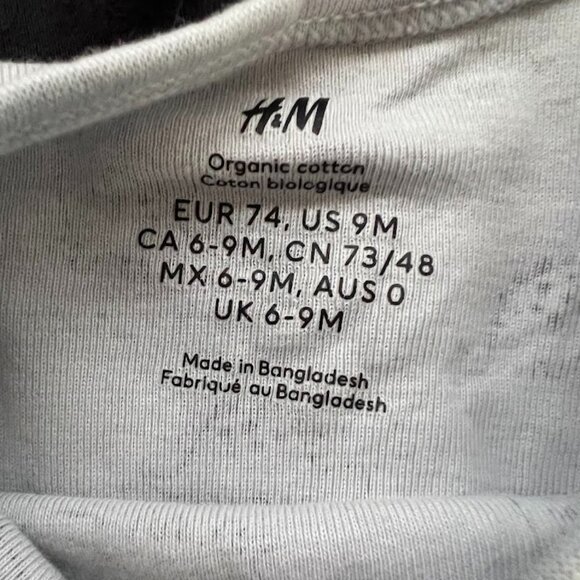 H&M
Organic cotton
Coton biologique
EUR 74, US 9M
CA 6-9M, CN 73/48
MX 6-9M, AUS 0
UK 6-9M
Made in Bangladesh
Fabriqué au Bangladesh